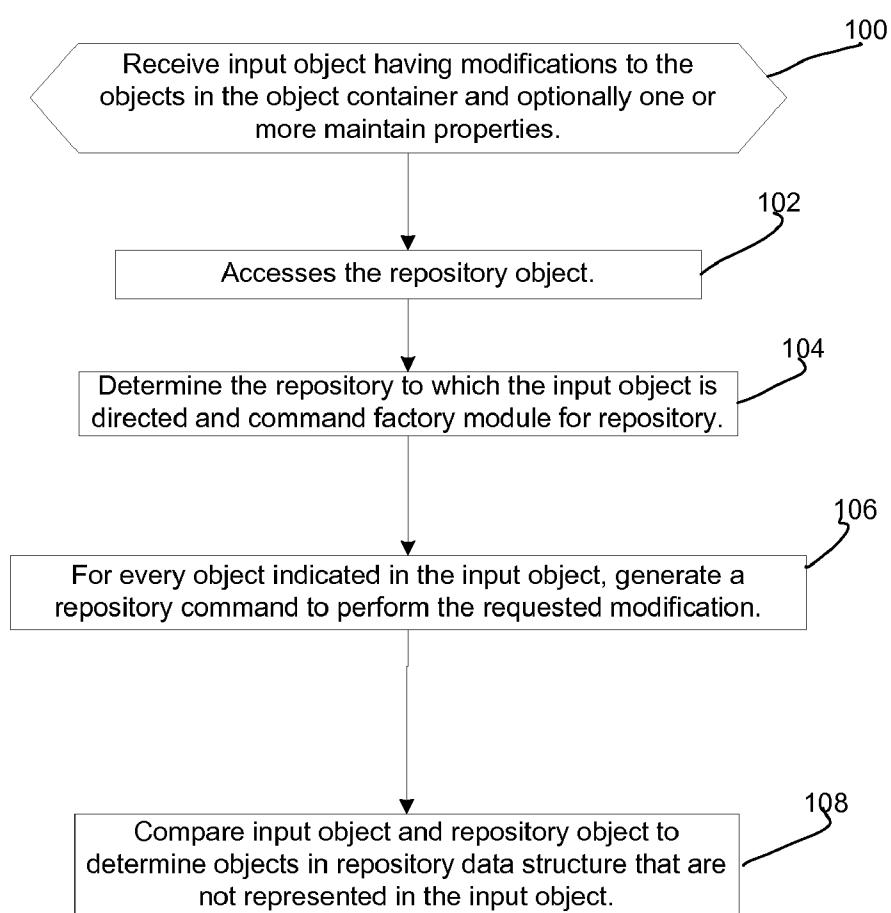 100
Receive input object having modifications to the
objects in the object container and optionally one or
more maintain properties.
102
Accesses the repository object.
104
Determine the repository to which the input object is
directed and command factory module for repository.
106
For every object indicated in the input object, generate a
repository command to perform the requested modification.
108
Compare input object and repository object to
determine objects in repository data structure that are
not represented in the input object.